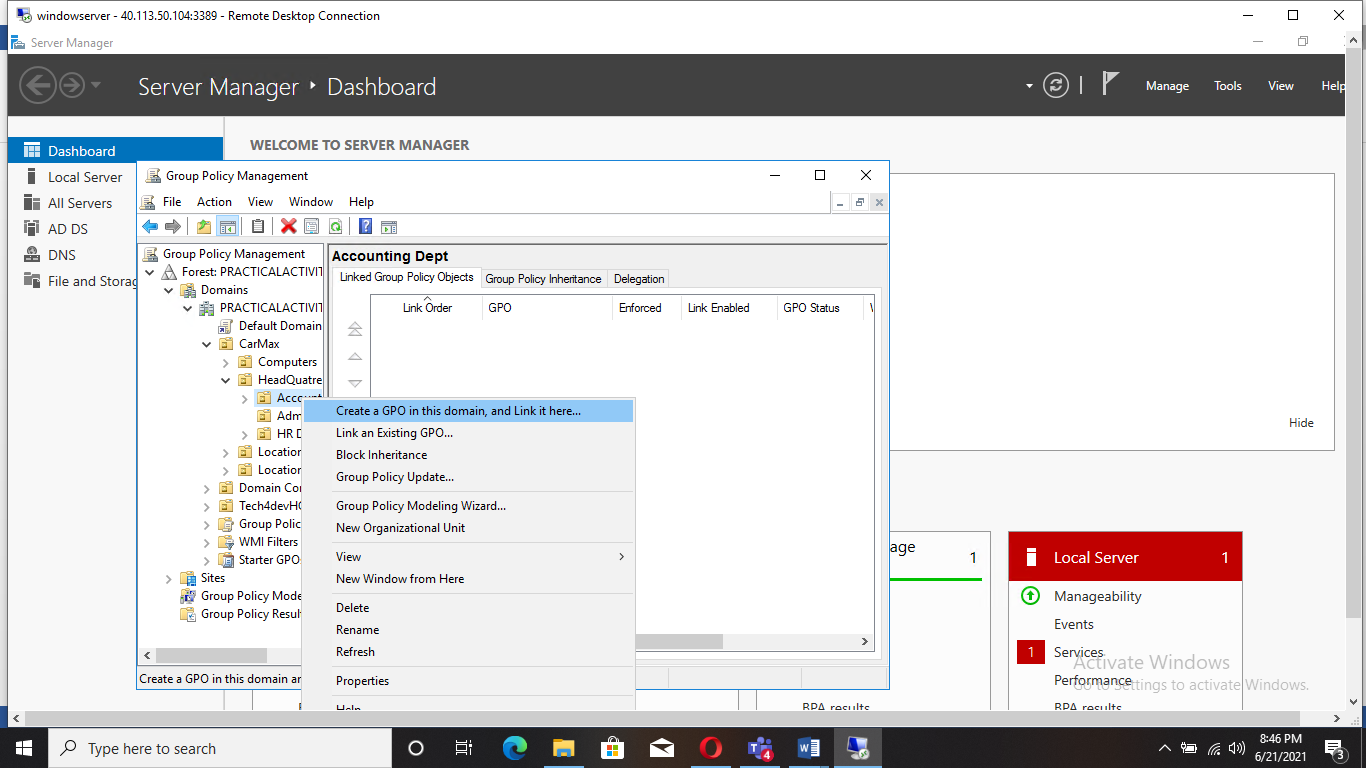 windowserver - 40.113.50.104:3389 - Remote Desktop Connection
Server Manager
Server Manager
Dashboard
Manage
Tools
View
Help
Dashboard
Local Server
All Servers
AD DS
DNS
File and Storag
WELCOME TO SERVER MANAGER
Group Policy Management
File
Action
View
Window
Help
Group Policy Management
Forest: PRACTICALACTIVIT
Domains
PRACTICALACTIVIT
Default Domain
CarMax
Computers
HeadQuatre
Accoun
Adm
HR D
Location
Location
Domain Co
Tech4devHC
Group Polic
WMI Filters
Starter GPO
Sites
Group Policy Mode
Group Policy Resul
Accounting Dept
Linked Group Policy Objects
Group Policy Inheritance
Delegation
Link Order
GPO
Enforced
Link Enabled
GPO Status
Create a GPO in this domain, and Link it here...
Link an Existing GPO...
Block Inheritance
Group Policy Update...
Group Policy Modeling Wizard...
New Organizational Unit
View
New Window from Here
Delete
Rename
Refresh
Properties
Help
Create a GPO in this domain an
Hide
age
1
BPA results
Local Server
1
Manageability
Events
1
Services
Performance
BPA results
Activate Windows
Go to Settings to activate Windows.
Type here to search
4
8:46 PM
6/21/2021
3